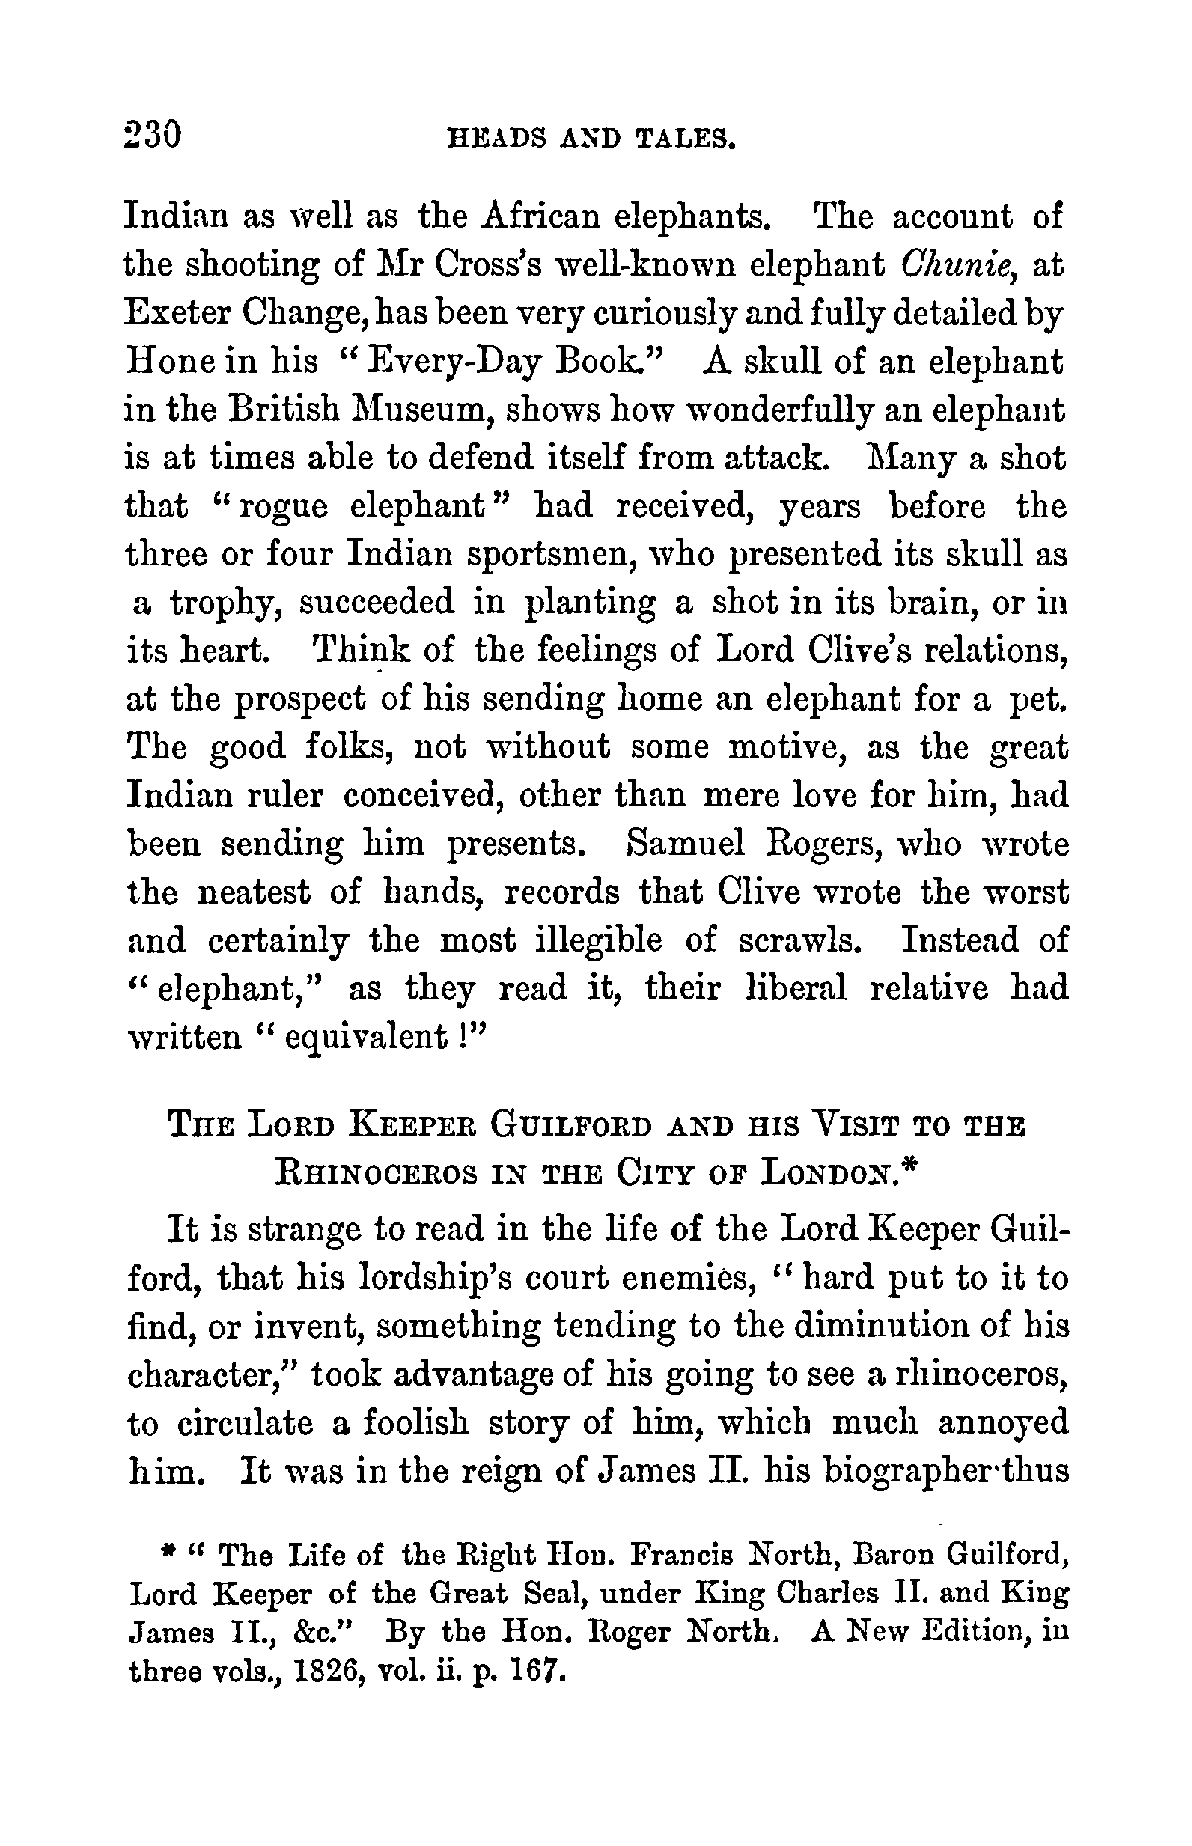 230 HEADS AND TALES.
Indian as well as the African elephants. The account of
the shooting of Mr Cross's well-known elephant Chunie, at
Exeter Change, has been very curiously and fully detailed by
Hone in his “ Every-Day Book.” A skull of an elephant
in the British Museum, shows how wonderfully an elephant
is at times able to defend itself from attack. Many a shot
that “ rogue elephant ” had received, years before the
three or four Indian sportsmen, who presented its skull as
a trophy, succeeded in planting a shot in its brain, or in
its heart. Think of the feelings of Lord Clive's relations,
at the prospect of his sending home an elephant for a pet.
The good folks, not without some motive, as the great
Indian ruler conceived, other than mere love for him, had
been sending him presents. Samuel Rogers, who wrote
the neatest of hands, records that Clive wrote the worst
and certainly the most illegible of scrawls. Instead of
“ elephant,” as they read it, their liberal relative had
written “ equivalent !”
THE LORD KEEPER GUILFORD AND HIS VISIT TO THE
RHINOCEROS IN THE CITY OF LONDON.*
It is strange to read in the life of the Lord Keeper Guil-
ford, that his lordship's court enemies, “ hard put to it to
find, or invent, something tending to the diminution of his
character,” took advantage of his going to see a rhinoceros,
to circulate a foolish story of him, which much annoyed
him. It was in the reign of James II. his biographer thus
* “ The Life of the Right Hon. Francis North, Baron Guilford,
Lord Keeper of the Great Seal, under King Charles II. and King
James II., &c.” By the Hon. Roger North. A New Edition, in
three vols., 1826, vol. ii. p. 167.